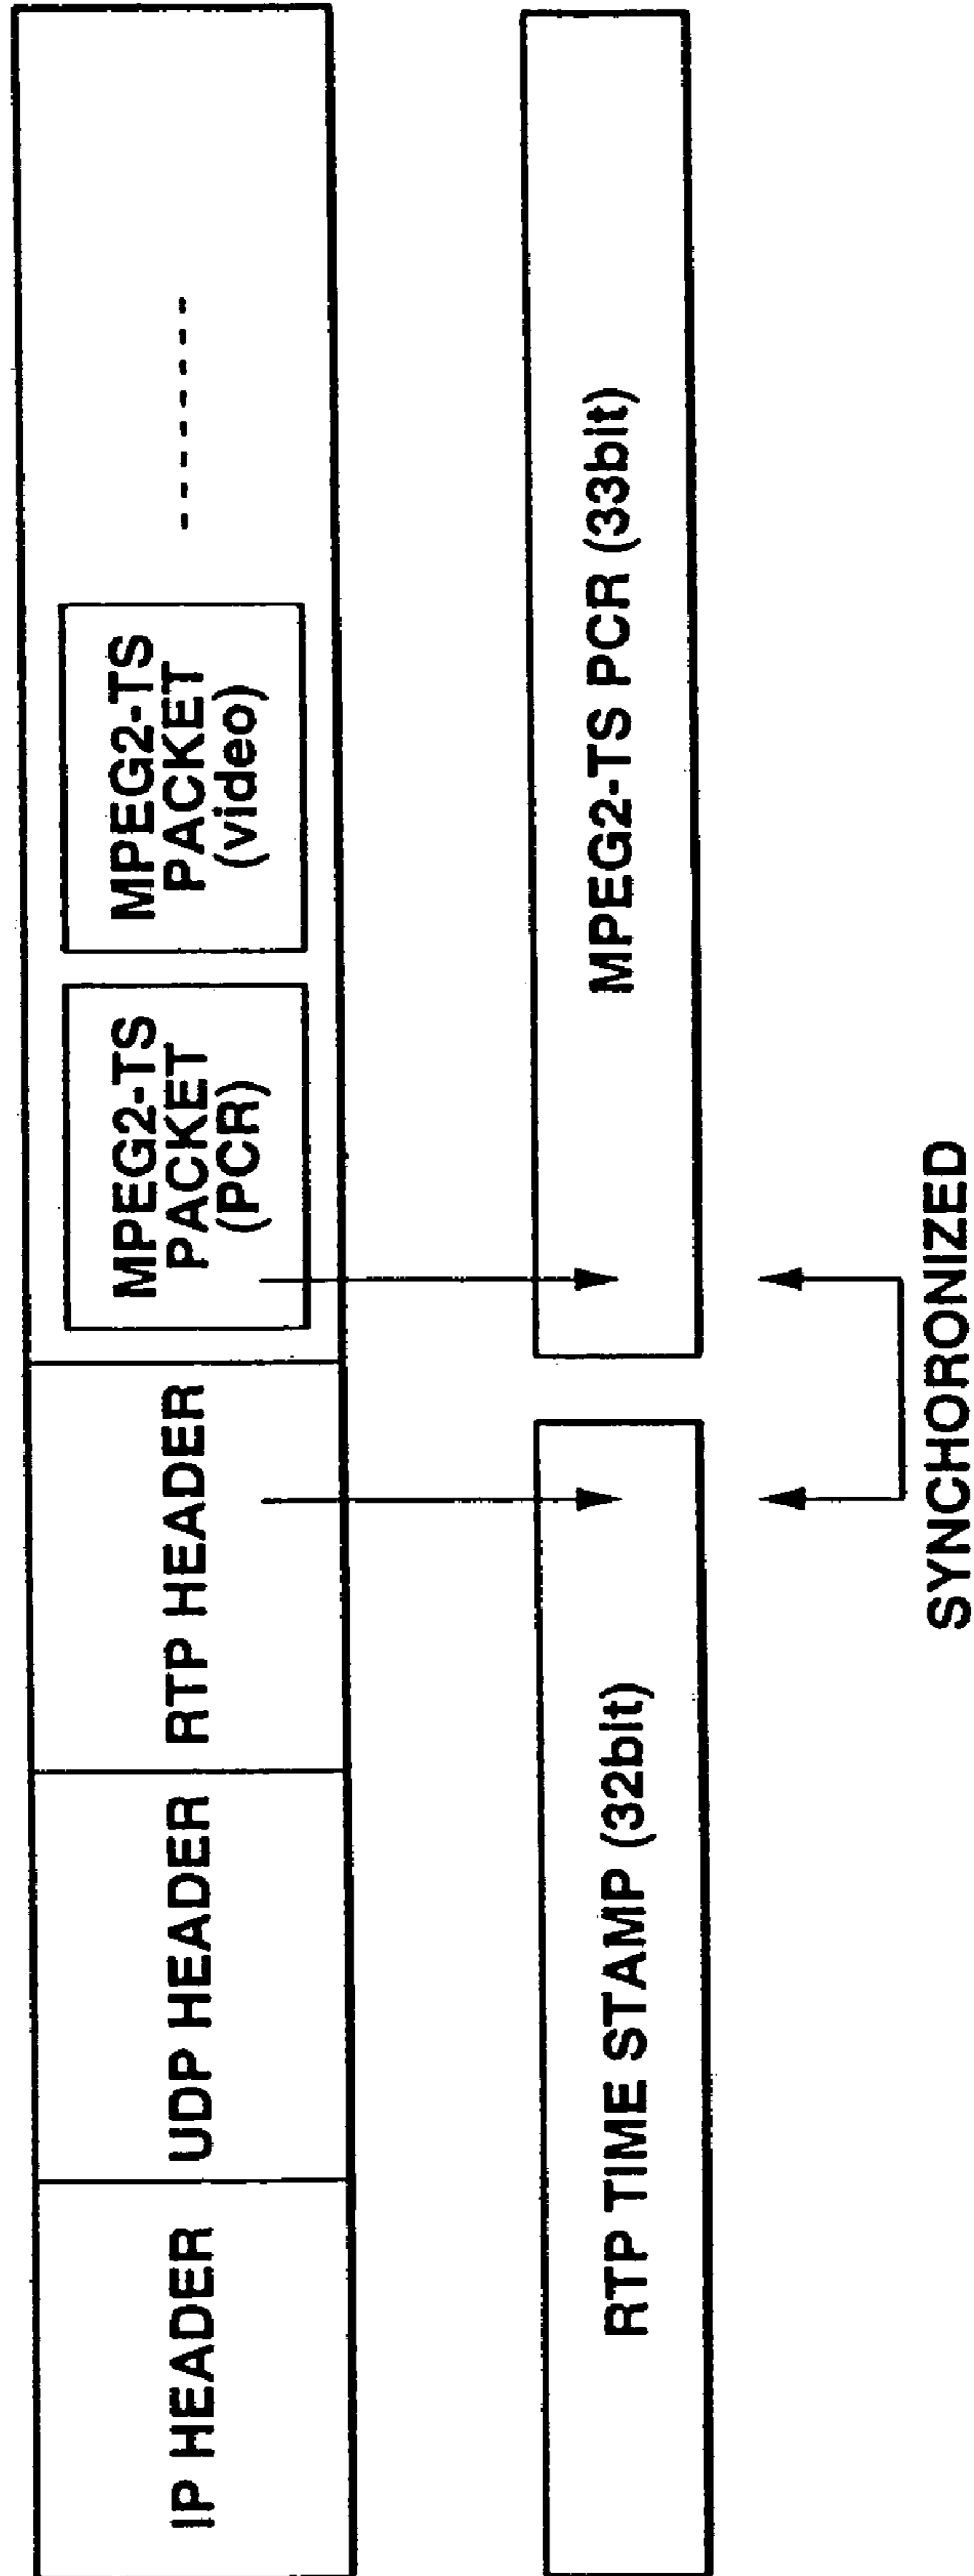 IP HEADER
UDP HEADER
RTP HEADER
MPEG2-TS
PACKET
(PCR)
MPEG2-TS
PACKET
(video)
RTP TIME STAMP (32bit)
MPEG2-TS PCR (33bit)
SYNCHORONIZED